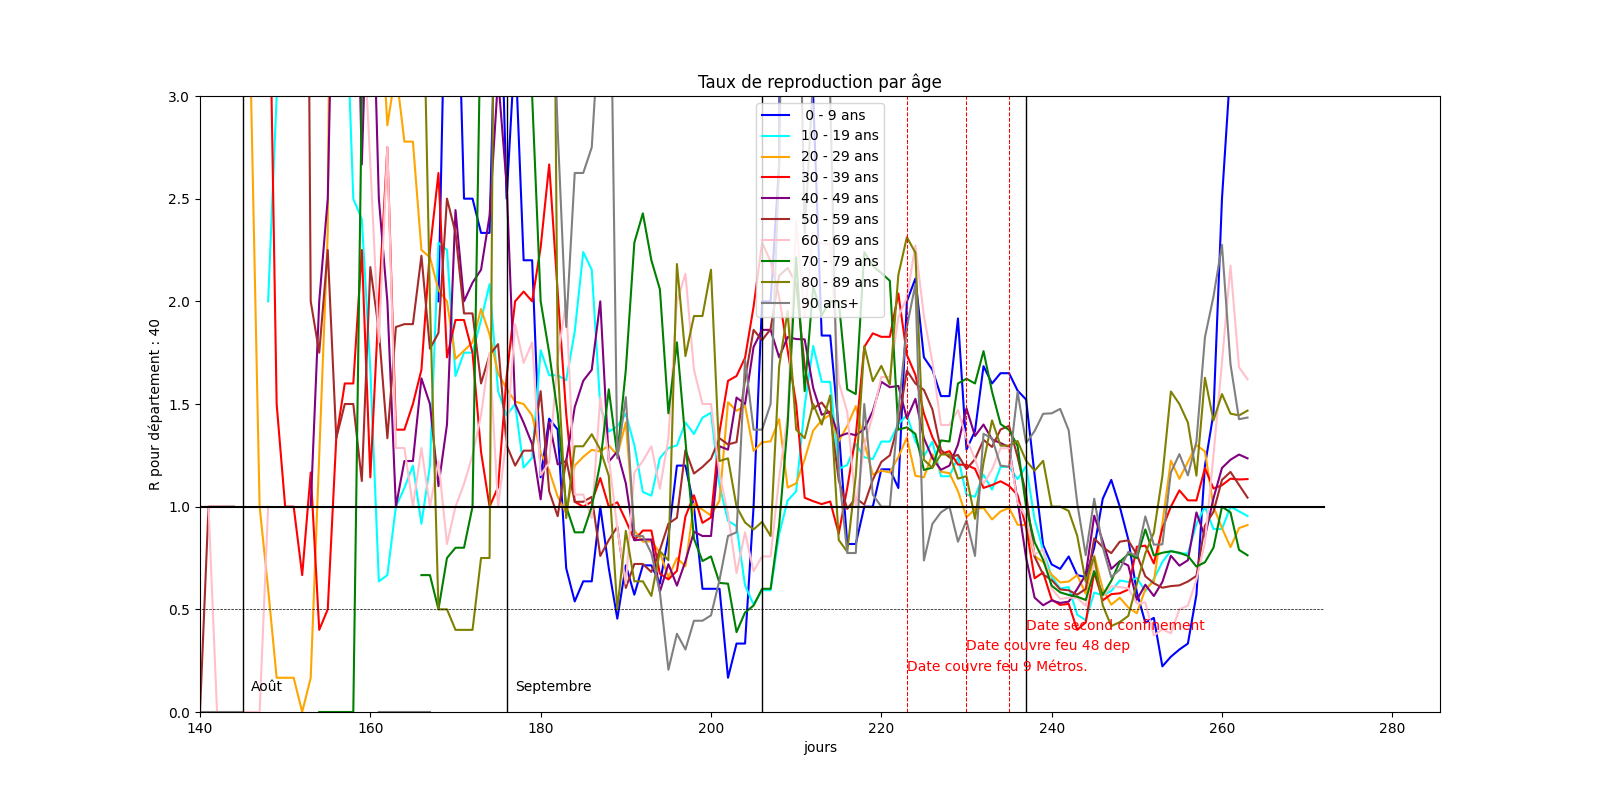 Taux de reproduction par âge
R pour département : 40
3.0
2.5
2.0
1.5
1.0
0.5
0.0
0 - 9 ans
10 - 19 ans
20 - 29 ans
30 - 39 ans
40 - 49 ans
50 - 59 ans
60 - 69 ans
70 - 79 ans
80 - 89 ans
90 ans+
Date second confinement
Date couvre feu 48 dep
Date couvre feu 9 Métros.
Août
Septembre
140 160 180 200 220 240 260 280
jours